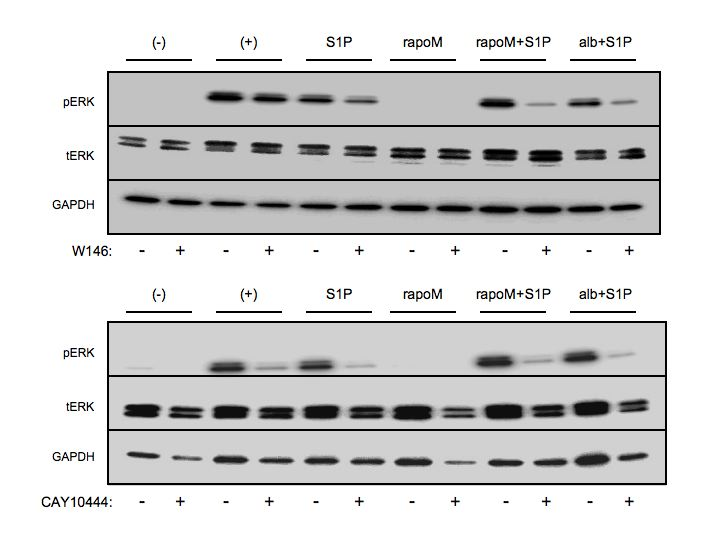 (-) (+) S1P rapoM rapoM+S1P alb+S1P
pERK
tERK
GAPDH
W146: - + - + - + - + - + - +
(-) (+) S1P rapoM rapoM+S1P alb+S1P
pERK
tERK
GAPDH
CAY10444: - + - + - + - + - + - +